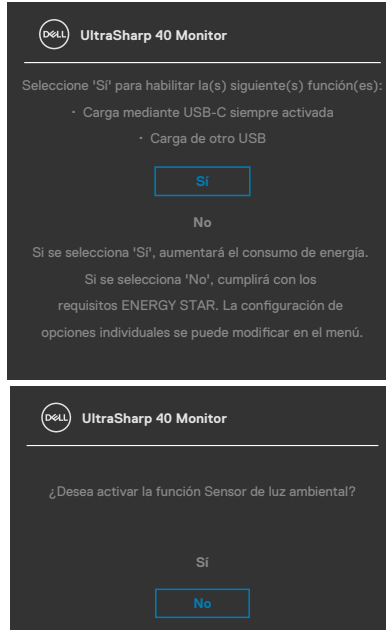 DELL UltraSharp 40 Monitor
Seleccione 'Sí' para habilitar la(s) siguiente(s) función(es):
· Carga mediante USB-C siempre activada
· Carga de otro USB
Sí
No
Si se selecciona 'Sí', aumentará el consumo de energía.
Si se selecciona 'No', cumplirá con los
requisitos ENERGY STAR. La configuración de
opciones individuales se puede modificar en el menú.
DELL UltraSharp 40 Monitor
¿Desea activar la función Sensor de luz ambiental?
Sí
No